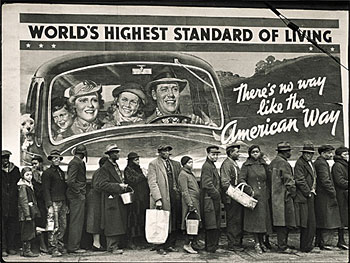 WORLD'S HIGHEST STANDARD OF LIVING
There's no way
like the
American Way